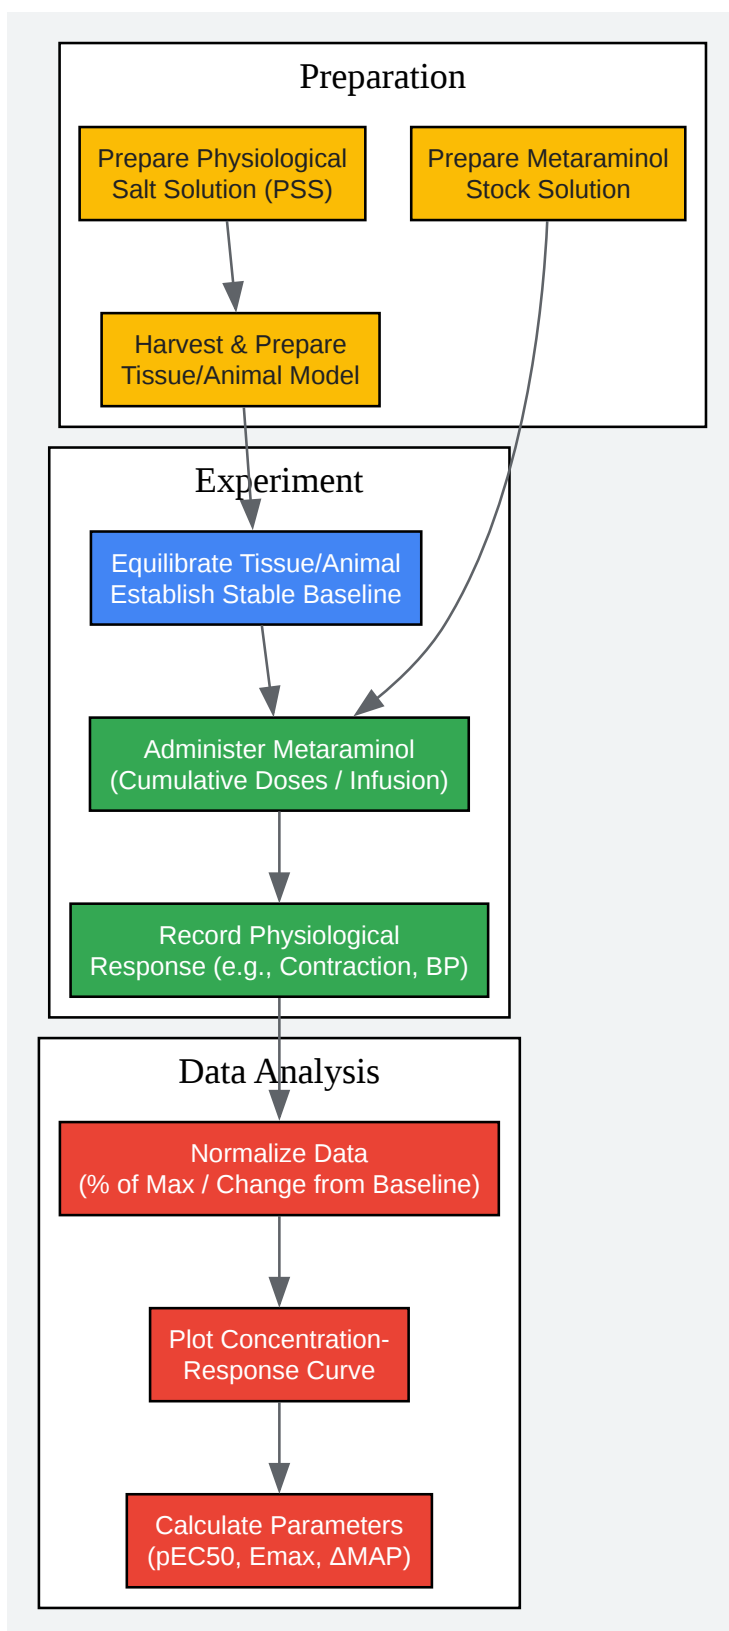 Preparation
Prepare Physiological
Salt Solution (PSS)
Prepare Metaraminol
Stock Solution
Harvest & Prepare
Tissue/Animal Model
Experiment
Equilibrate Tissue/Animal
Establish Stable Baseline
Administer Metaraminol
(Cumulative Doses / Infusion)
Record Physiological
Response (e.g., Contraction, BP)
Data Analysis
Normalize Data
(% of Max / Change from Baseline)
Plot Concentration-
Response Curve
Calculate Parameters
(pEC50, Emax, ΔMAP)